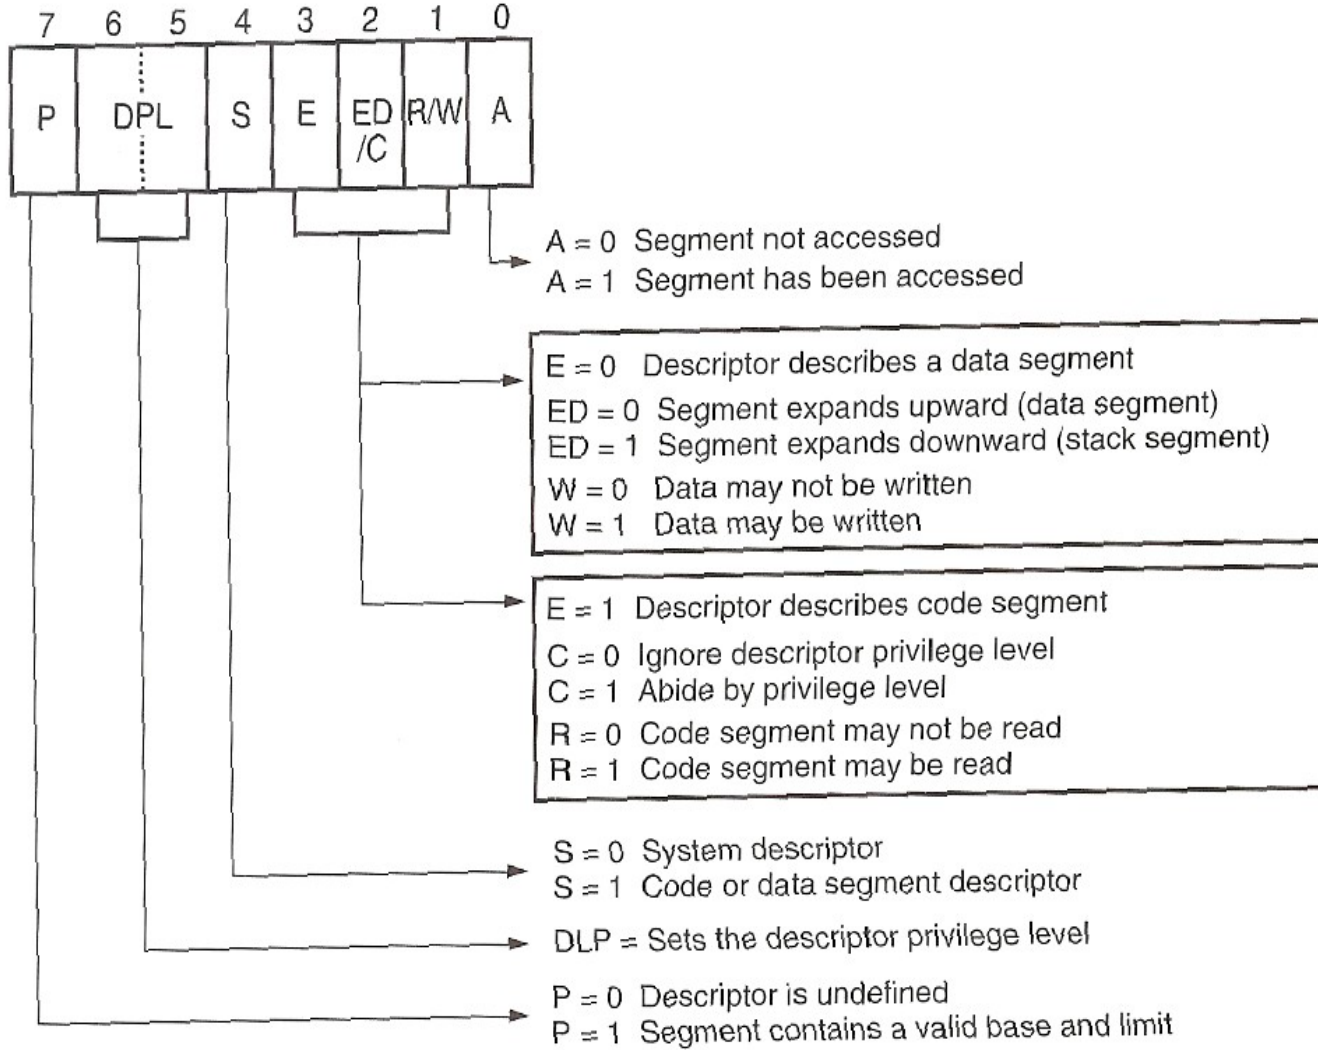 7 6 5 4 3 2 1 0
P DPL S E ED/C R/W A
A = 0 Segment not accessed
A = 1 Segment has been accessed
E = 0 Descriptor describes a data segment
ED = 0 Segment expands upward (data segment)
ED = 1 Segment expands downward (stack segment)
W = 0 Data may not be written
W = 1 Data may be written
E = 1 Descriptor describes code segment
C = 0 Ignore descriptor privilege level
C = 1 Abide by privilege level
R = 0 Code segment may not be read
R = 1 Code segment may be read
S = 0 System descriptor
S = 1 Code or data segment descriptor
DLP = Sets the descriptor privilege level
P = 0 Descriptor is undefined
P = 1 Segment contains a valid base and limit